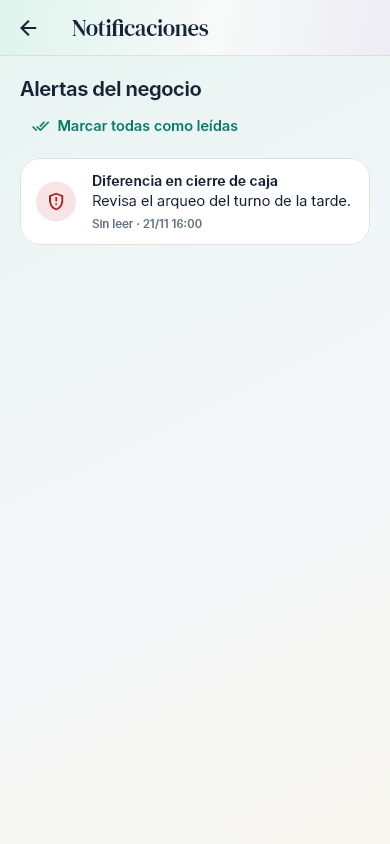 Notificaciones
Alertas del negocio
Marcar todas como leídas
Diferencia en cierre de caja
Revisa el arqueo del turno de la tarde.
Sin leer · 21/11 16:00